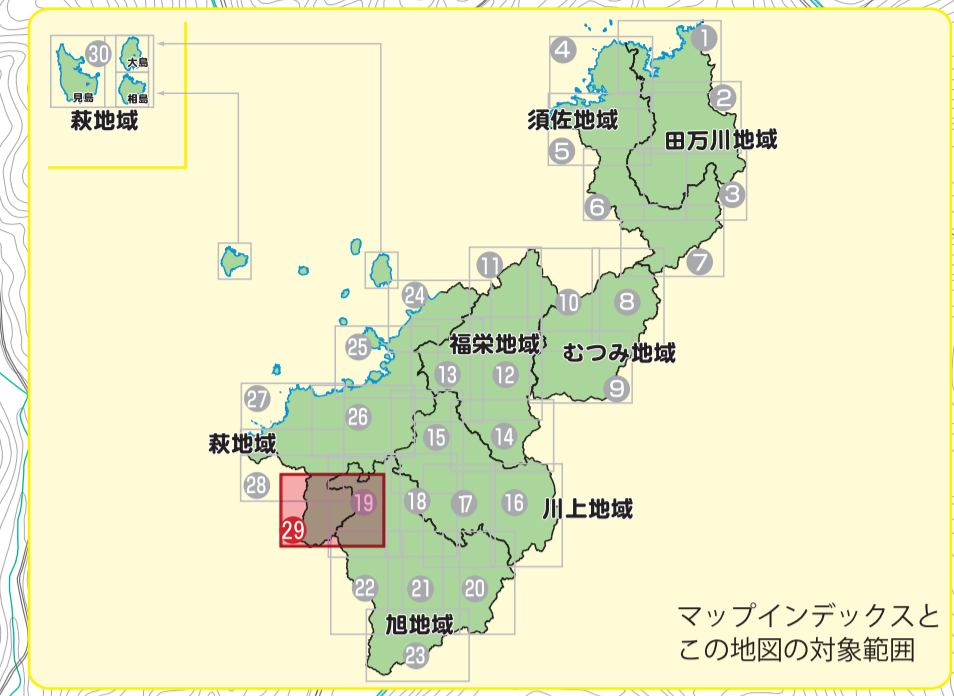 30
大島
見島
相島
萩地域
1
4
2
須佐地域
田万川地域
5
3
6
7
11
24
10
8
福栄地域
25
むつみ地域
13
12
9
27
26
15
14
萩地域
28
19
18
17
16
川上地域
29
22
21
20
旭地域
23
マップインデックスと
この地図の対象範囲